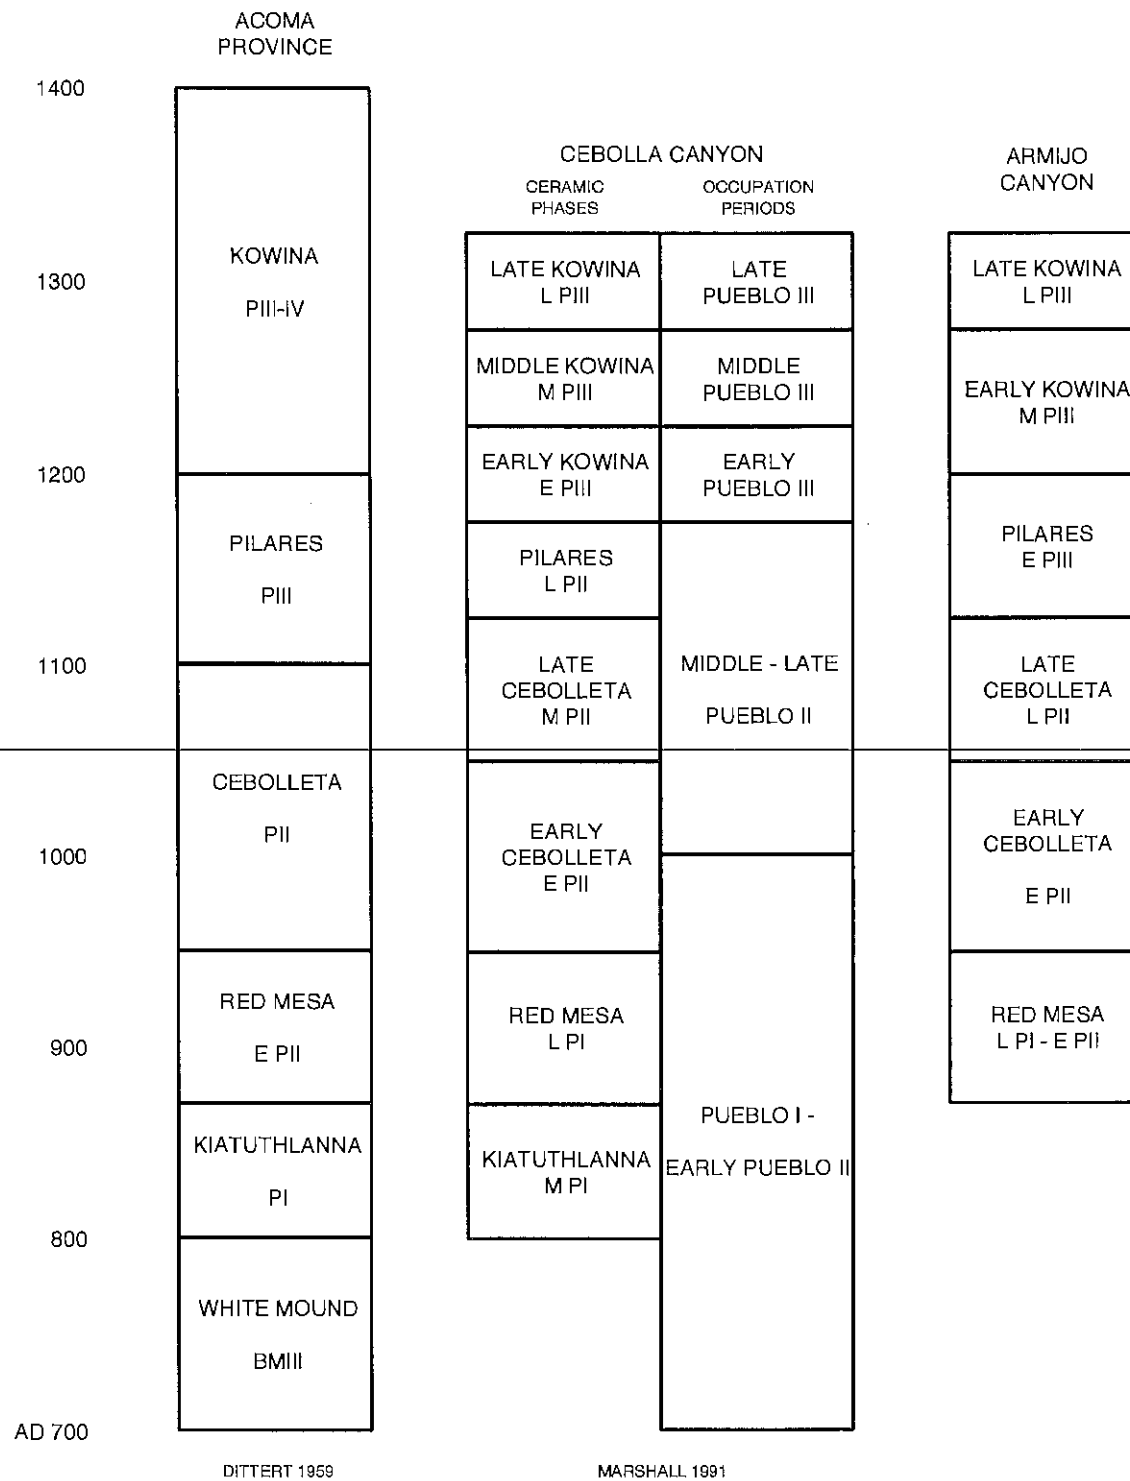 ACOMA
PROVINCE
1400
1300
1200
1100
1000
900
800
AD 700
KOWINA
PIII-IV
PILARES
PIII
CEBOLLETA
PII
RED MESA
E PII
KIATUTHLANNA
PI
WHITE MOUND
BMIII
DITTERT 1959
CEBOLLA CANYON
CERAMIC
PHASES
LATE KOWINA
L PIII
MIDDLE KOWINA
M PIII
EARLY KOWINA
E PIII
PILARES
L PII
LATE
CEBOLLETA
M PII
EARLY
CEBOLLETA
E PII
RED MESA
L PI
KIATUTHLANNA
M PI
OCCUPATION
PERIODS
LATE
PUEBLO III
MIDDLE
PUEBLO III
EARLY
PUEBLO III
MIDDLE - LATE
PUEBLO II
PUEBLO I -
EARLY PUEBLO II
MARSHALL 1991
ARMIJO
CANYON
LATE KOWINA
L PIII
EARLY KOWINA
M PIII
PILARES
E PIII
LATE
CEBOLLETA
L PII
EARLY
CEBOLLETA
E PII
RED MESA
L PI - E PII